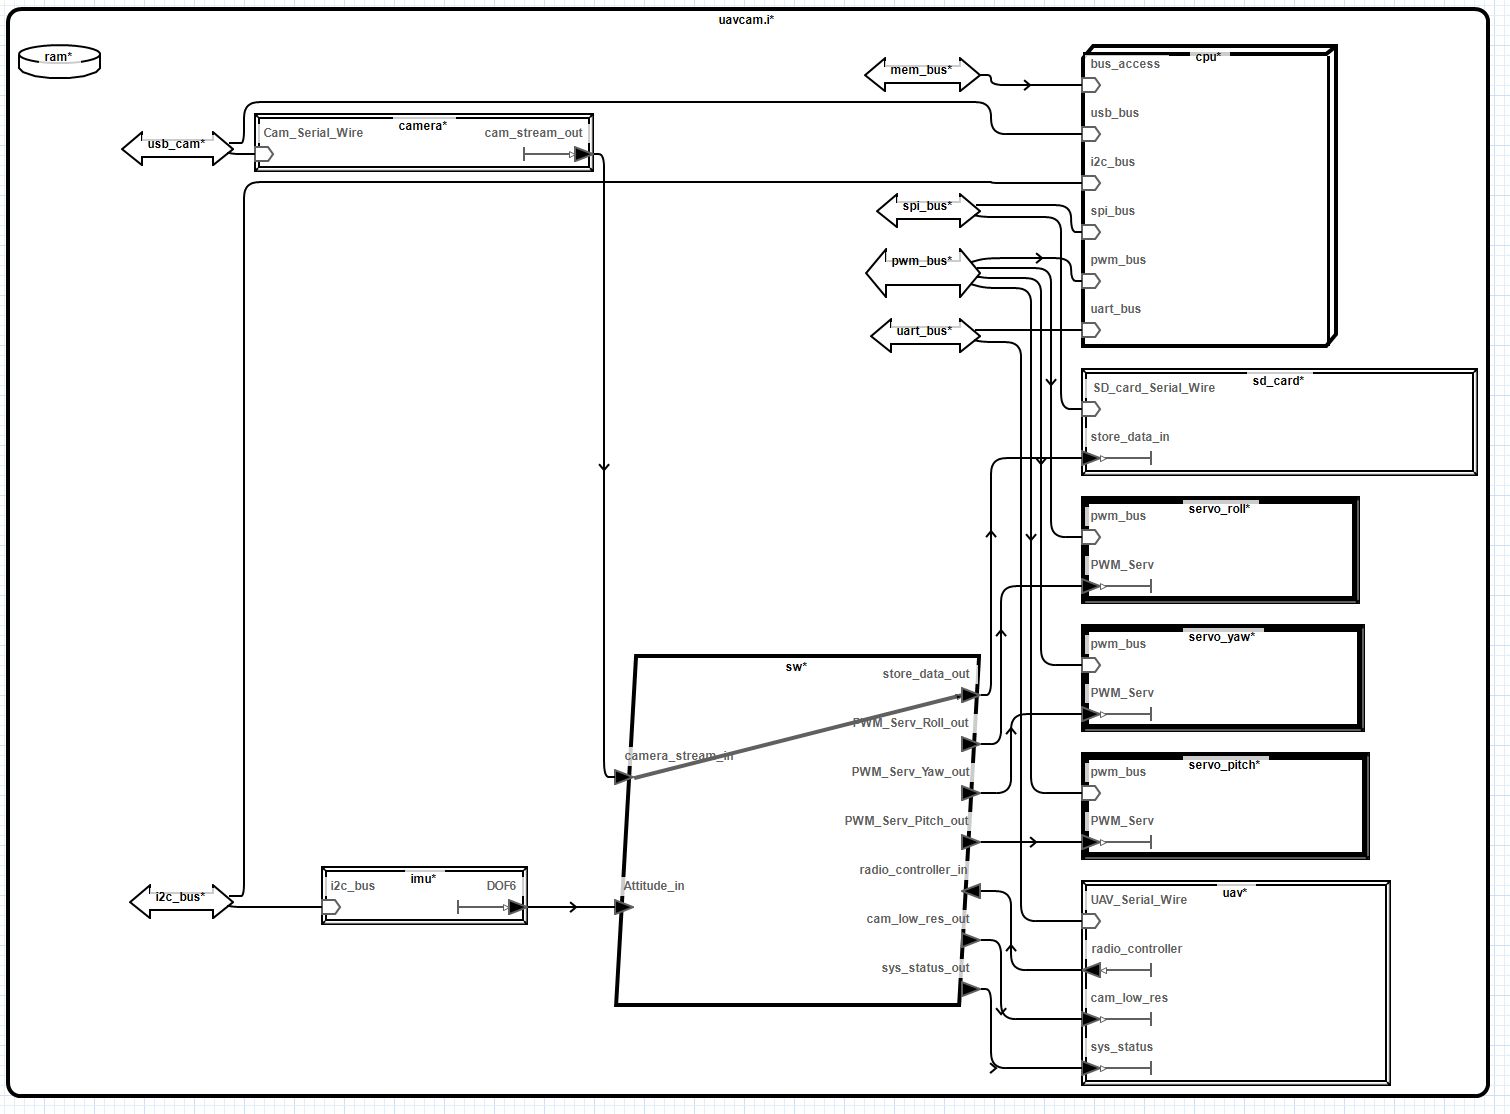 uavcam.i*
ram*
mem_bus*
cpu*
bus_access
usb_bus
i2c_bus
spi_bus
pwm_bus
uart_bus
usb_cam*
camera*
Cam_Serial_Wire
cam_stream_out
spi_bus*
pwm_bus*
uart_bus*
sd_card*
SD_card_Serial_Wire
store_data_in
servo_roll*
pwm_bus
PWM_Serv
servo_yaw*
pwm_bus
PWM_Serv
servo_pitch*
pwm_bus
PWM_Serv
sw*
store_data_out
PWM_Serv_Roll_out
camera_stream_in
PWM_Serv_Yaw_out
PWM_Serv_Pitch_out
radio_controller_in
Attitude_in
cam_low_res_out
sys_status_out
i2c_bus*
imu*
i2c_bus
DOF6
uav*
UAV_Serial_Wire
radio_controller
cam_low_res
sys_status